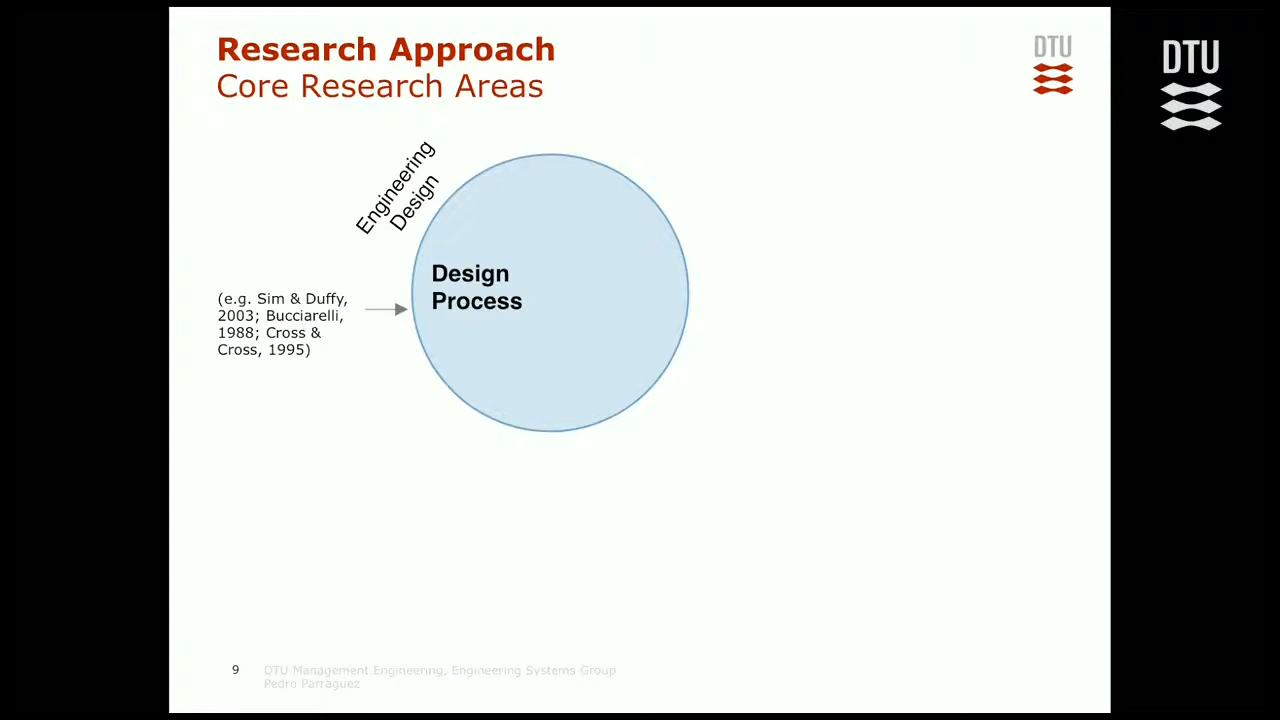 Research Approach
Core Research Areas
DTU
DTU
Engineering
Design
Design
Process
(e.g. Sim & Duffy,
2003; Bucciarelli,
1988; Cross &
Cross, 1995)
9
DTU Management Engineering, Engineering Systems Group
Pedro Parraguez